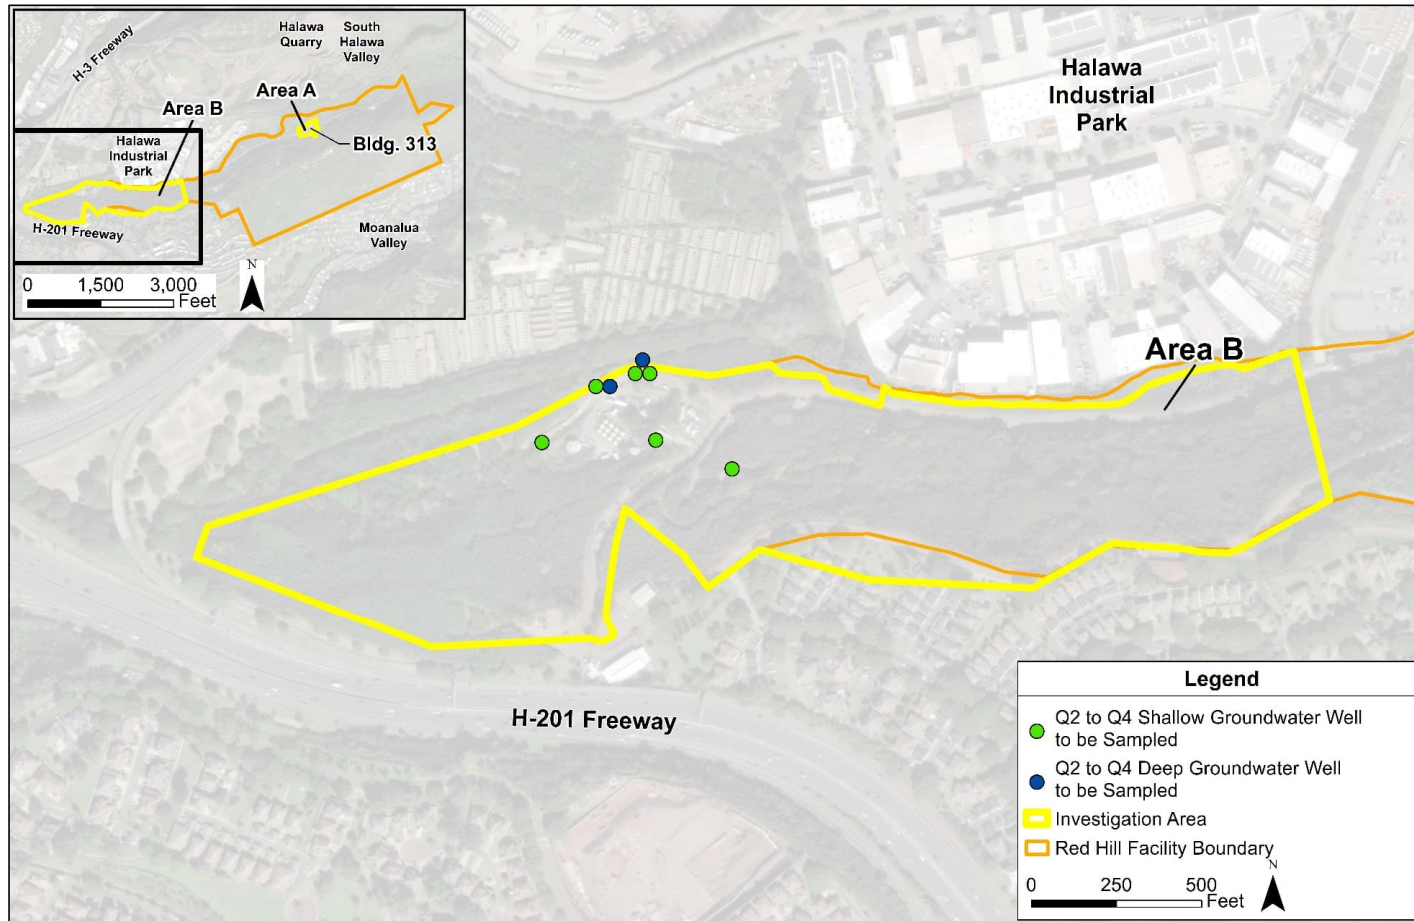 Halawa
Quarry
South
Halawa
Valley
H-3 Freeway
Area A
Area B
Bldg. 313
Halawa
Industrial
Park
H-201 Freeway
Moanalua
Valley
N
0 1,500 3,000
Feet
Halawa
Industrial
Park
Area B
H-201 Freeway
Legend
Q2 to Q4 Shallow Groundwater Well
to be Sampled
Q2 to Q4 Deep Groundwater Well
to be Sampled
Investigation Area
Red Hill Facility Boundary
N
0 250 500
Feet